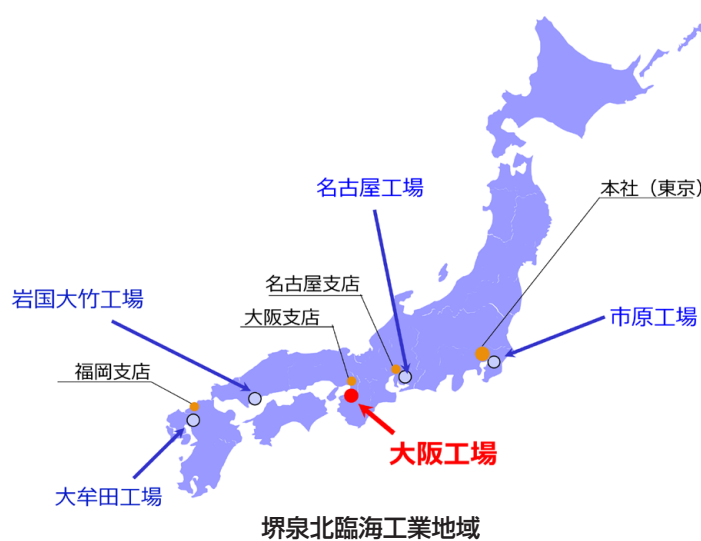 名古屋工場
本社（東京）
名古屋支店
岩国大竹工場
大阪支店
市原工場
福岡支店
大阪工場
大牟田工場
堺泉北臨海工業地域